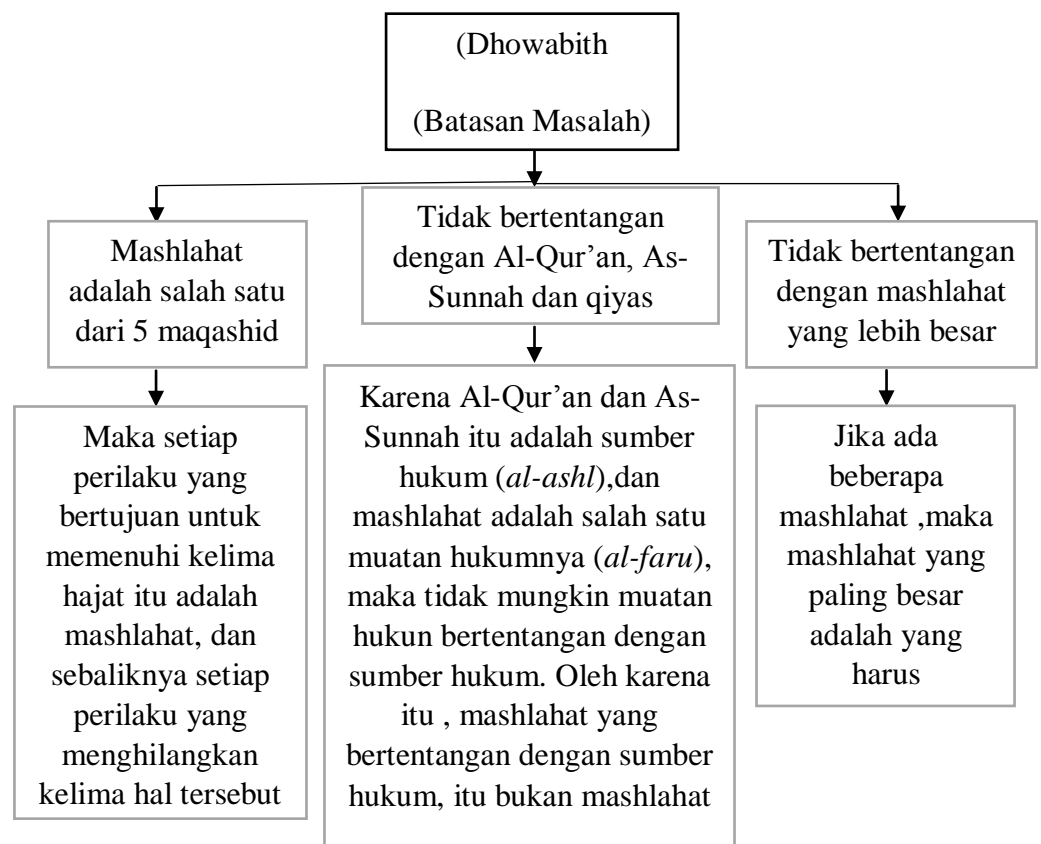 (Dhowabith
(Batasan Masalah)
Mashlahat
adalah salah satu
dari 5 maqashid
Tidak bertentangan
dengan Al-Qur’an, As-
Sunnah dan qiyas
Tidak bertentangan
dengan mashlahat
yang lebih besar
Maka setiap
perilaku yang
bertujuan untuk
memenuhi kelima
hajat itu adalah
mashlahat, dan
sebaliknya setiap
perilaku yang
menghilangkan
kelima hal tersebut
Karena Al-Qur’an dan As-
Sunnah itu adalah sumber
hukum (al-ashl),dan
mashlahat adalah salah satu
muatan hukumnya (al-faru),
maka tidak mungkin muatan
hukun bertentangan dengan
sumber hukum. Oleh karena
itu , mashlahat yang
bertentangan dengan sumber
hukum, itu bukan mashlahat
Jika ada
beberapa
mashlahat ,maka
mashlahat yang
paling besar
adalah yang
harus